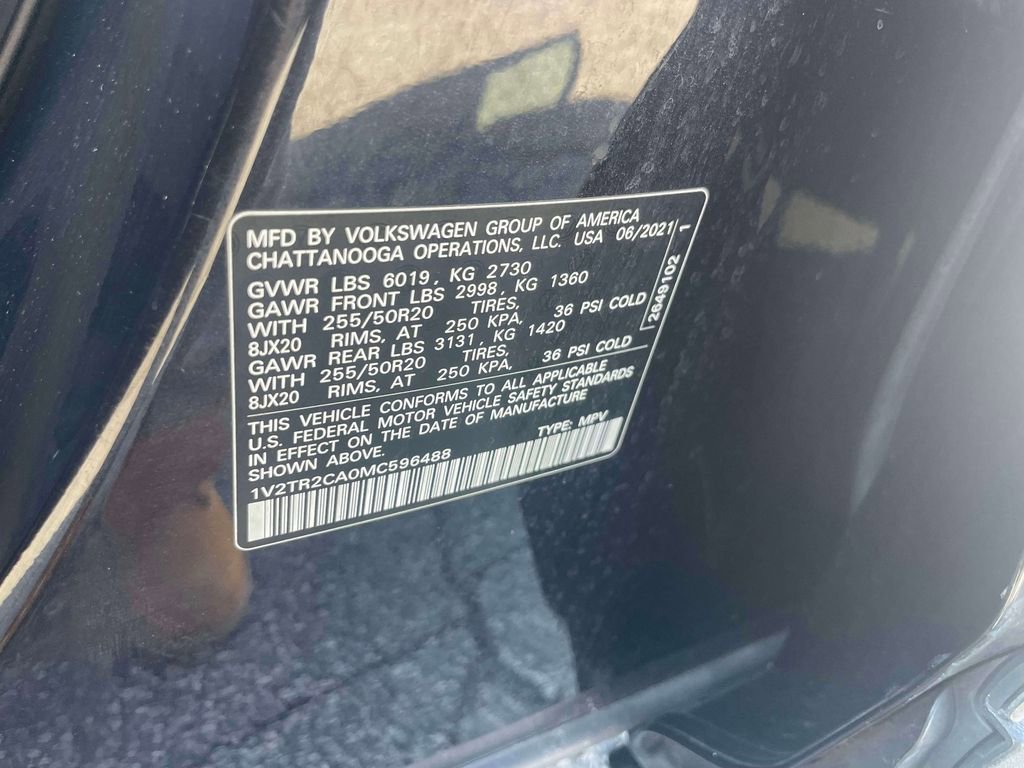 MFD BY VOLKSWAGEN GROUP OF AMERICA
CHATTANOOGA OPERATIONS, LLC. USA 06/2021
GVWR LBS 6019, KG 2730
GAWR FRONT LBS 2998, KG 1360
WITH 255/50R20 TIRES,
8JX20 RIMS, AT 250 KPA, 36 PSI COLD
GAWR REAR LBS 3131, KG 1420
WITH 255/50R20 TIRES,
8JX20 RIMS, AT 250 KPA, 36 PSI COLD
THIS VEHICLE CONFORMS TO ALL APPLICABLE
U.S. FEDERAL MOTOR VEHICLE SAFETY STANDARDS
IN EFFECT ON THE DATE OF MANUFACTURE
SHOWN ABOVE.
1V2TR2CA0MC596488 TYPE: MPV
2649102 1